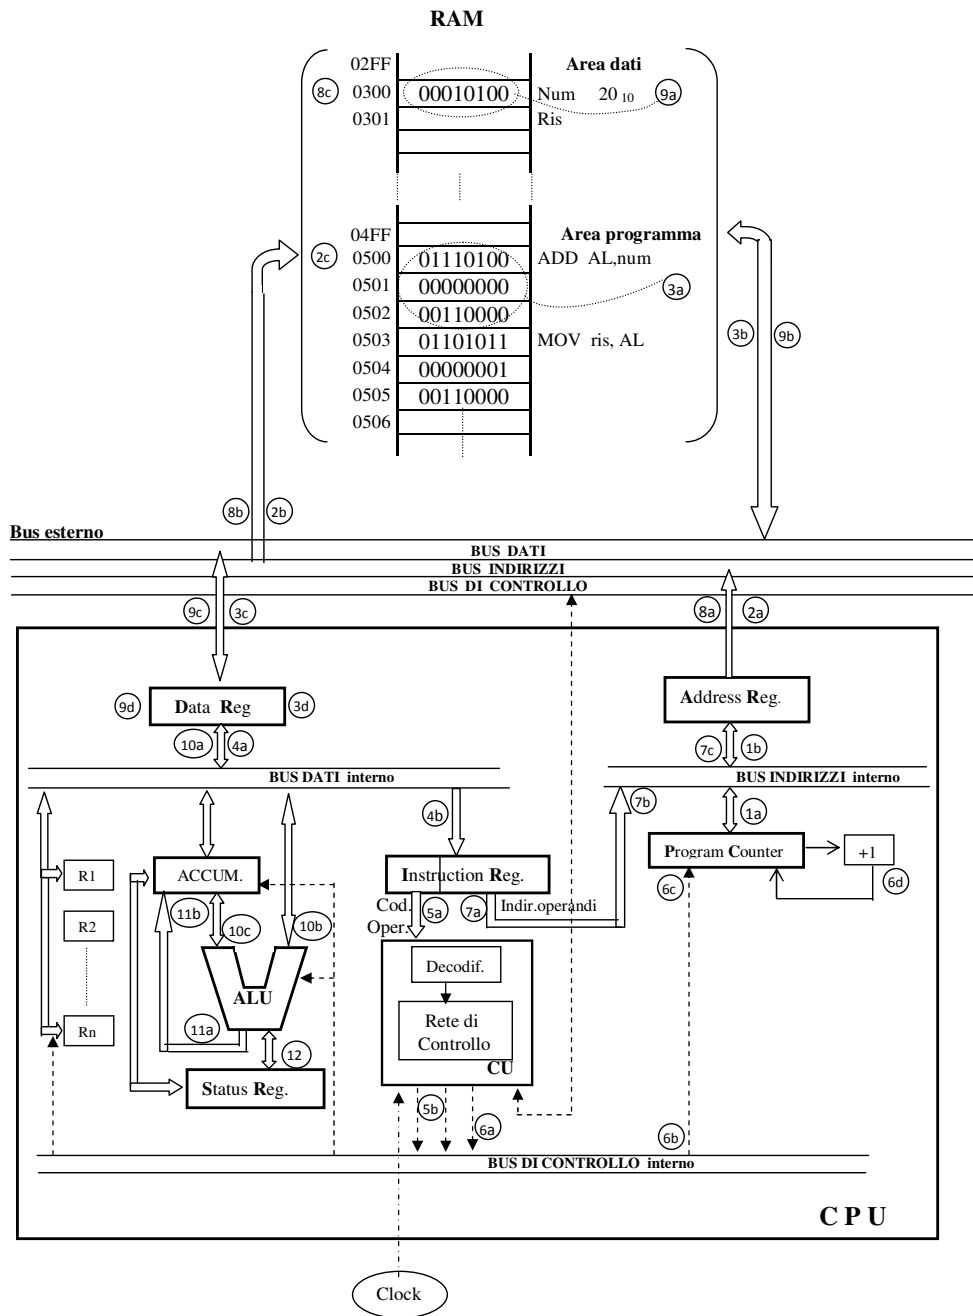 RAM
02FF Area dati
8c 0300 00010100 Num 20 10 9a
0301 Ris
04FF Area programma
2c 0500 01110100 ADD AL,num
0501 00000000 3a
0502 00110000
0503 01101011 MOV ris, AL 3b 9b
0504 00000001
0505 00110000
0506
8b 2b
Bus esterno
BUS DATI
BUS INDIRIZZI
BUS DI CONTROLLO
9c 3c 8a 2a
9d Data Reg 3d Address Reg.
10a 4a 7c 1b
BUS DATI interno BUS INDIRIZZI interno
4b 7b 1a
R1 ACCUM. Instruction Reg. Program Counter +1
6c 6d
11b 10c 10b Cod. Oper. 5a 7a Indir.operandi
R2
ALU Decodif.
Rn 11a Rete di
Controllo
12 CU
Status Reg.
5b 6a 6b
BUS DI CONTROLLO interno
C P U
Clock